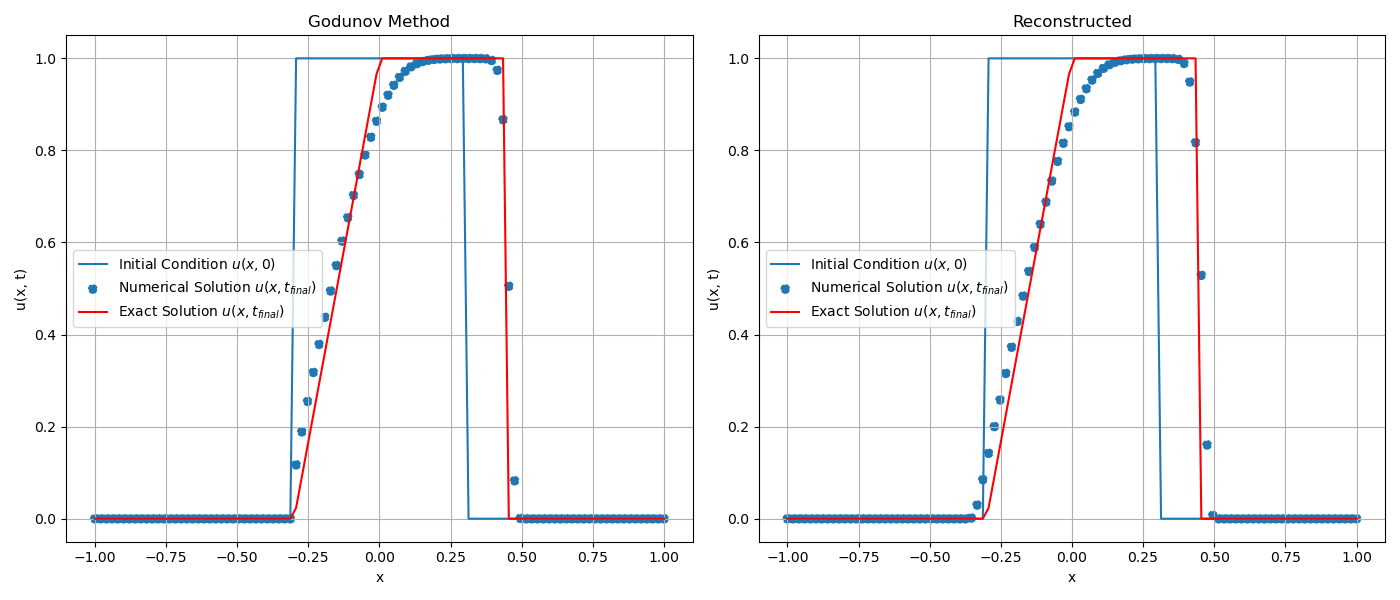 Godunov Method
u(x, t)
1.0
0.8
0.6
0.4
0.2
0.0
Initial Condition u(x, 0)
Numerical Solution u(x, t_final)
Exact Solution u(x, t_final)
−1.00 −0.75 −0.50 −0.25 0.00 0.25 0.50 0.75 1.00
x
Reconstructed
u(x, t)
1.0
0.8
0.6
0.4
0.2
0.0
Initial Condition u(x, 0)
Numerical Solution u(x, t_final)
Exact Solution u(x, t_final)
−1.00 −0.75 −0.50 −0.25 0.00 0.25 0.50 0.75 1.00
x